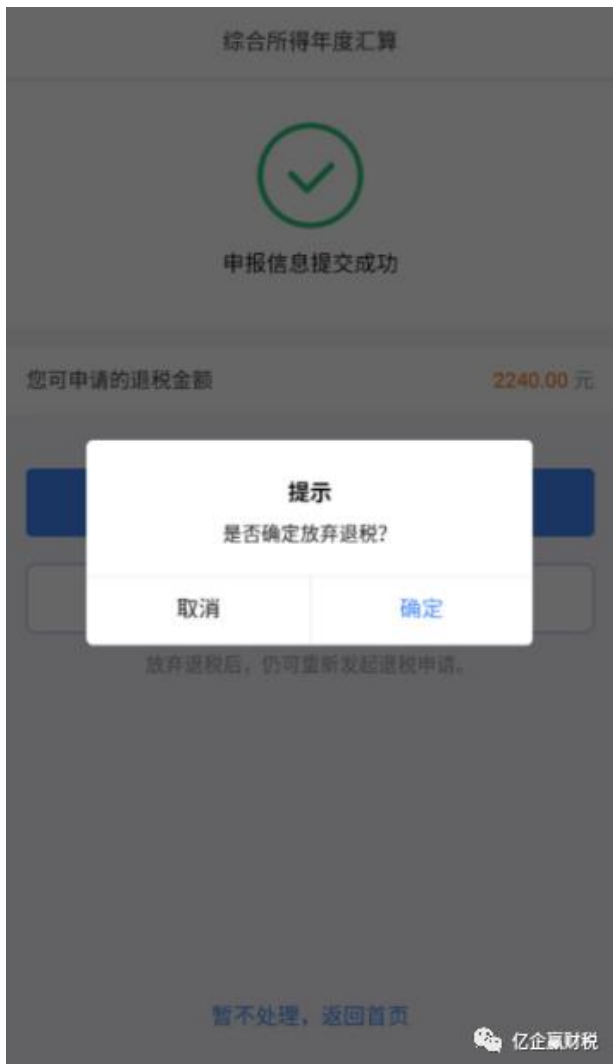 综合所得年度汇算
申报信息提交成功
您可申请的退税金额 2240.00 元
提示
是否确定放弃退税?
取消 确定
放弃退税后，仍可重新发起退税申请。
暂不处理，返回首页
亿企赢财税